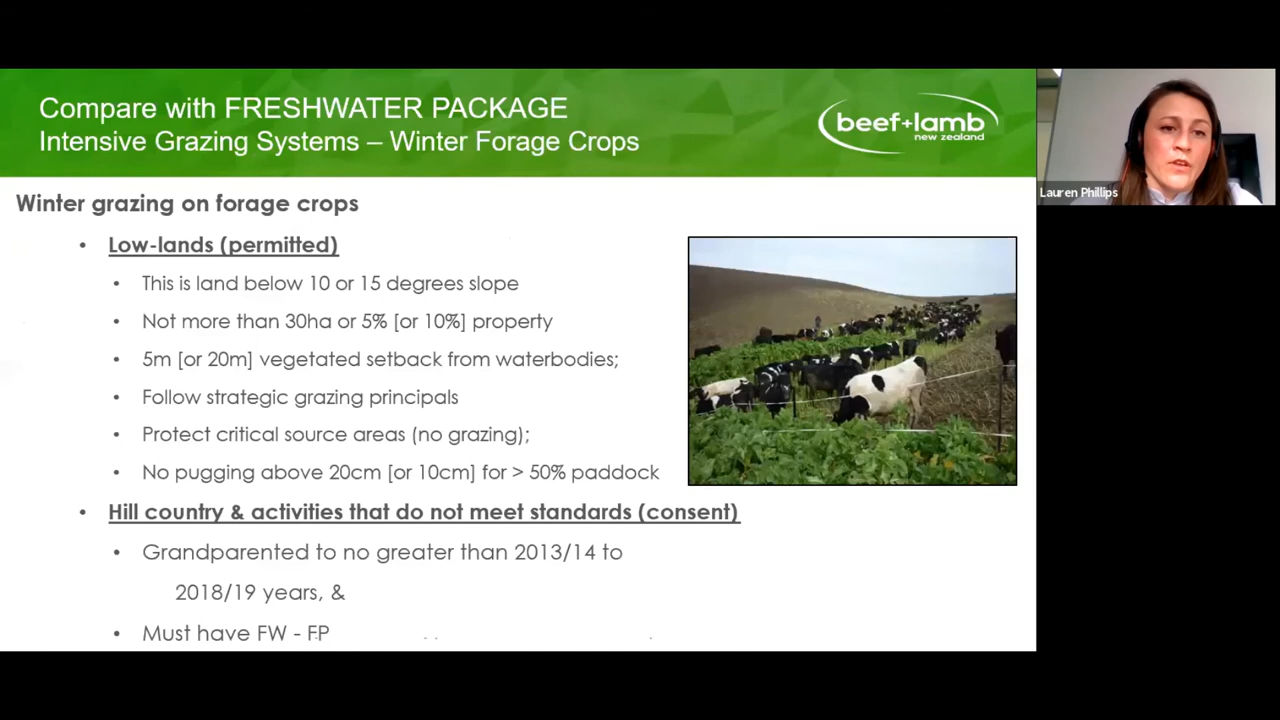 Compare with FRESHWATER PACKAGE
Intensive Grazing Systems – Winter Forage Crops
beef+lamb
new zealand
Lauren Phillips
Winter grazing on forage crops
• Low-lands (permitted)
• This is land below 10 or 15 degrees slope
• Not more than 30ha or 5% [or 10%] property
• 5m [or 20m] vegetated setback from waterbodies;
• Follow strategic grazing principals
• Protect critical source areas (no grazing);
• No pugging above 20cm [or 10cm] for > 50% paddock
• Hill country & activities that do not meet standards (consent)
• Grandparented to no greater than 2013/14 to
2018/19 years, &
• Must have FW - FP